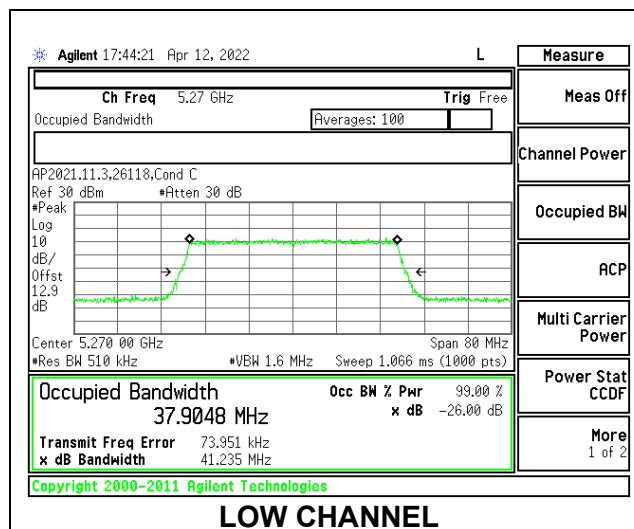 Agilent 17:44:21 Apr 12, 2022 L
Measure
Ch Freq 5.27 GHz Trig Free
Meas Off
Occupied Bandwidth Averages: 100
Channel Power
AP2021.11.3,26118,Cond C
Ref 30 dBm #Atten 30 dB
Occupied BW
#Peak
Log
10
dB/
Offst
12.9
dB
ACP
Multi Carrier
Power
Center 5.270 00 GHz Span 80 MHz
#Res BW 510 kHz #VBW 1.6 MHz Sweep 1.066 ms (1000 pts)
Power Stat
CCDF
Occupied Bandwidth Occ BW % Pwr 99.00 %
37.9048 MHz x dB -26.00 dB
Transmit Freq Error 73.951 kHz
x dB Bandwidth 41.235 MHz
More
1 of 2
Copyright 2000-2011 Agilent Technologies
LOW CHANNEL